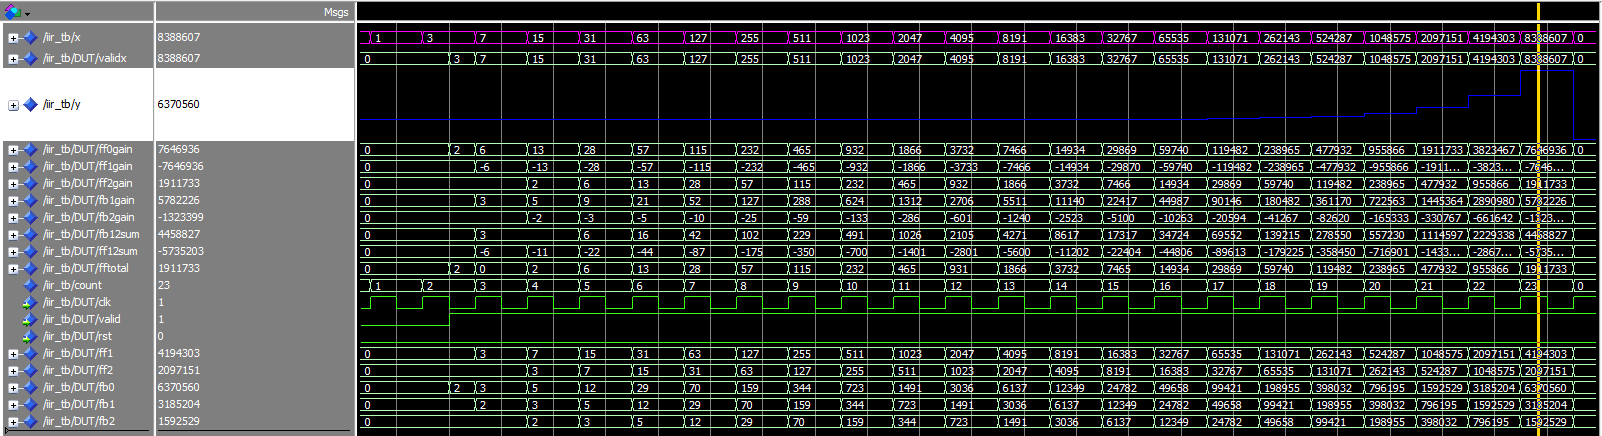 Msgs
/iir_tb/x 8388607 1 3 7 15 31 63 127 255 511 1023 2047 4095 8191 16383 32767 65535 131071 262143 524287 1048575 2097151 4194303 8388607 0
/iir_tb/DUT/validx 8388607 0 3 7 15 31 63 127 255 511 1023 2047 4095 8191 16383 32767 65535 131071 262143 524287 1048575 2097151 4194303 8388607 0
/iir_tb/y 6370560
/iir_tb/DUT/ff0gain 7646936 0 2 6 13 28 57 115 232 465 932 1866 3732 7466 14934 29869 59740 119482 238965 477932 955866 1911733 3823467 7646936 0
/iir_tb/DUT/ff1gain -7646936 0 -6 -13 -28 -57 -115 -232 -465 -932 -1866 -3733 -7466 -14934 -29870 -59740 -119482 -238965 -477932 -955866 -1911... -3823... -7646...
/iir_tb/DUT/ff2gain 1911733 0 2 6 13 28 57 115 232 465 932 1866 3732 7466 14934 29869 59740 119482 238965 477932 955866 1911733
/iir_tb/DUT/fb1gain 5782226 0 3 5 9 21 52 127 288 624 1312 2706 5511 11140 22417 44987 90146 180482 361170 722563 1445364 2890980 5782226
/iir_tb/DUT/fb2gain -1323399 0 -2 -3 -5 -10 -25 -59 -133 -286 -601 -1240 -2523 -5100 -10263 -20594 -41267 -82620 -165333 -330767 -661642 -1323...
/iir_tb/DUT/fb12sum 4458827 0 3 6 16 42 102 229 491 1026 2105 4271 8617 17317 34724 69552 139215 278550 557230 1114597 2229338 4458827
/iir_tb/DUT/ff12sum -5735203 0 -6 -11 -22 -44 -87 -175 -350 -700 -1401 -2801 -5600 -11202 -22404 -44806 -89613 -179225 -358450 -716901 -1433... -2867... -5735...
/iir_tb/DUT/fftotal 1911733 0 2 0 2 6 13 28 57 115 232 465 931 1866 3732 7465 14934 29869 59740 119482 238965 477932 955866 1911733
/iir_tb/count 23 1 2 3 4 5 6 7 8 9 10 11 12 13 14 15 16 17 18 19 20 21 22 23 0
/iir_tb/DUT/clk 1
/iir_tb/DUT/valid 1
/iir_tb/DUT/rst 0
/iir_tb/DUT/ff1 4194303 0 3 7 15 31 63 127 255 511 1023 2047 4095 8191 16383 32767 65535 131071 262143 524287 1048575 2097151 4194303
/iir_tb/DUT/ff2 2097151 0 3 7 15 31 63 127 255 511 1023 2047 4095 8191 16383 32767 65535 131071 262143 524287 1048575 2097151
/iir_tb/DUT/fb0 6370560 0 2 3 5 12 29 70 159 344 723 1491 3036 6137 12349 24782 49658 99421 198955 398032 796195 1592529 3185204 6370560
/iir_tb/DUT/fb1 3185204 0 2 3 5 12 29 70 159 344 723 1491 3036 6137 12349 24782 49658 99421 198955 398032 796195 1592529 3185204
/iir_tb/DUT/fb2 1592529 0 2 3 5 12 29 70 159 344 723 1491 3036 6137 12349 24782 49658 99421 198955 398032 796195 1592529